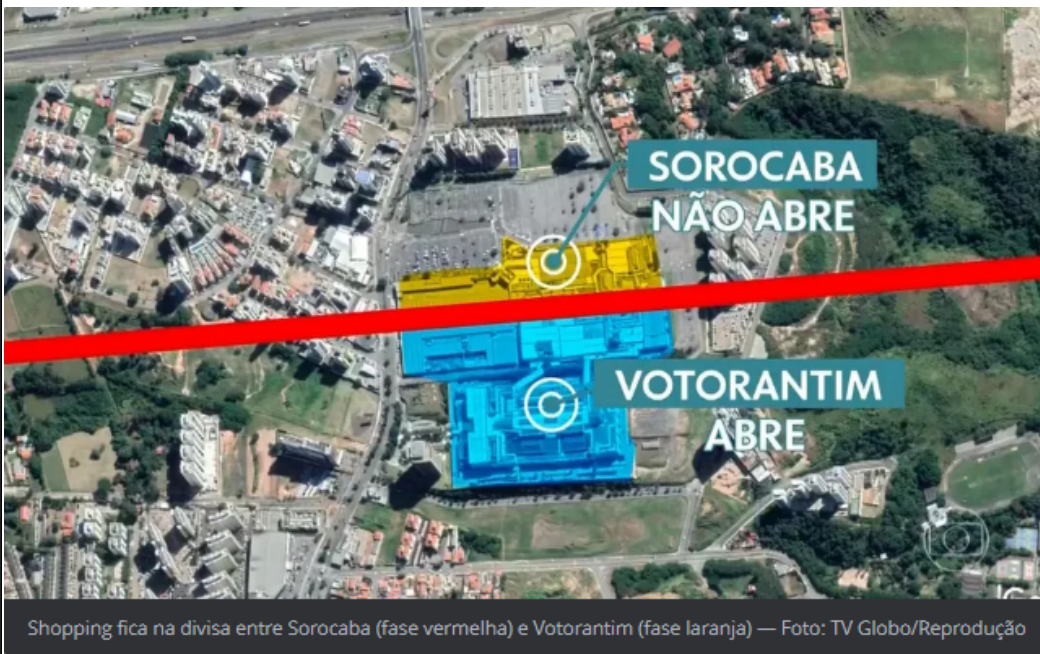 SOROCABA
NÃO ABRE
VOTORANTIM
ABRE
Shopping fica na divisa entre Sorocaba (fase vermelha) e Votorantim (fase laranja) — Foto: TV Globo/Reprodução